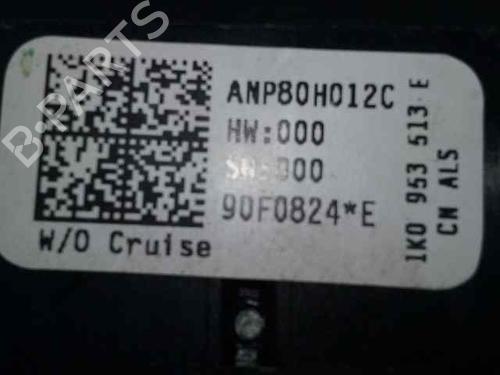 ANP80H012C
HW:000
SW:000
90F0824*E
W/O Cruise
1K0 953 513 E
CN ALS
B-PARTS